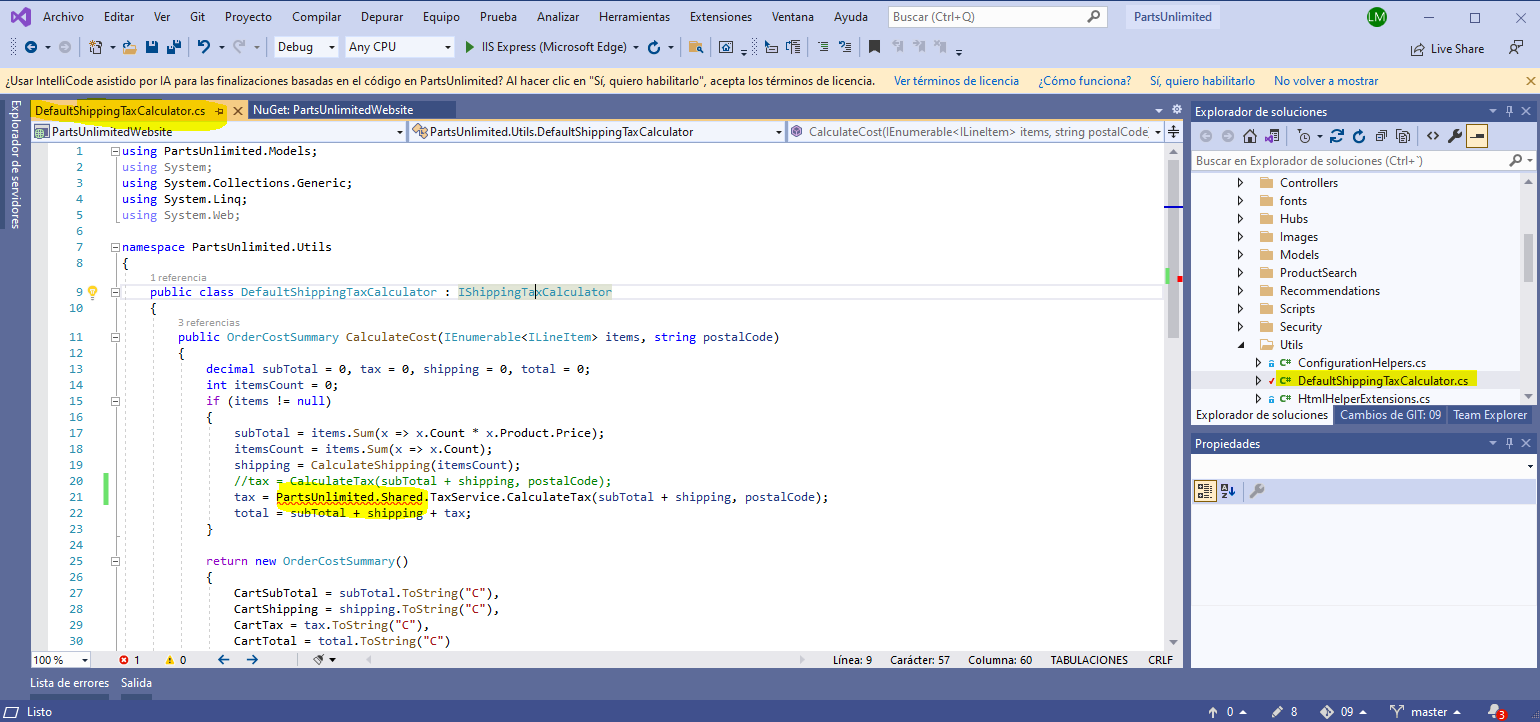 Archivo Editar Ver Git Proyecto Compilar Depurar Equipo Prueba Analizar Herramientas Extensiones Ventana Ayuda Buscar (Ctrl+Q) PartsUnlimited LM
Debug Any CPU IIS Express (Microsoft Edge) Live Share
¿Usar IntelliCode asistido por IA para las finalizaciones basadas en el código en PartsUnlimited? Al hacer clic en "Sí, quiero habilitarlo", acepta los términos de licencia. Ver términos de licencia ¿Cómo funciona? Sí, quiero habilitarlo No volver a mostrar
Explorador de servidores
DefaultShippingTaxCalculator.cs NuGet: PartsUnlimitedWebsite
PartsUnlimitedWebsite PartsUnlimited.Utils.DefaultShippingTaxCalculator CalculateCost(IEnumerable<ILineItem> items, string postalCode)
1 using PartsUnlimited.Models;
2 using System;
3 using System.Collections.Generic;
4 using System.Linq;
5 using System.Web;
6
7 namespace PartsUnlimited.Utils
8 {
1 referencia
9 public class DefaultShippingTaxCalculator : IShippingTaxCalculator
10 {
3 referencias
11 public OrderCostSummary CalculateCost(IEnumerable<ILineItem> items, string postalCode)
12 {
13 decimal subTotal = 0, tax = 0, shipping = 0, total = 0;
14 int itemsCount = 0;
15 if (items != null)
16 {
17 subTotal = items.Sum(x => x.Count * x.Product.Price);
18 itemsCount = items.Sum(x => x.Count);
19 shipping = CalculateShipping(itemsCount);
20 //tax = CalculateTax(subTotal + shipping, postalCode);
21 tax = PartsUnlimited.Shared.TaxService.CalculateTax(subTotal + shipping, postalCode);
22 total = subTotal + shipping + tax;
23 }
24
25 return new OrderCostSummary()
26 {
27 CartSubTotal = subTotal.ToString("C"),
28 CartShipping = shipping.ToString("C"),
29 CartTax = tax.ToString("C"),
30 CartTotal = total.ToString("C")
100 % 1 0 Línea: 9 Carácter: 57 Columna: 60 TABULACIONES CRLF
Explorador de soluciones
Buscar en Explorador de soluciones (Ctrl+´)
Controllers
fonts
Hubs
Images
Models
ProductSearch
Recommendations
Scripts
Security
Utils
C# ConfigurationHelpers.cs
C# DefaultShippingTaxCalculator.cs
C# HtmlHelperExtensions.cs
Explorador de soluciones Cambios de GIT: 09 Team Explorer
Propiedades
Lista de errores Salida
Listo 0 8 09 master 3